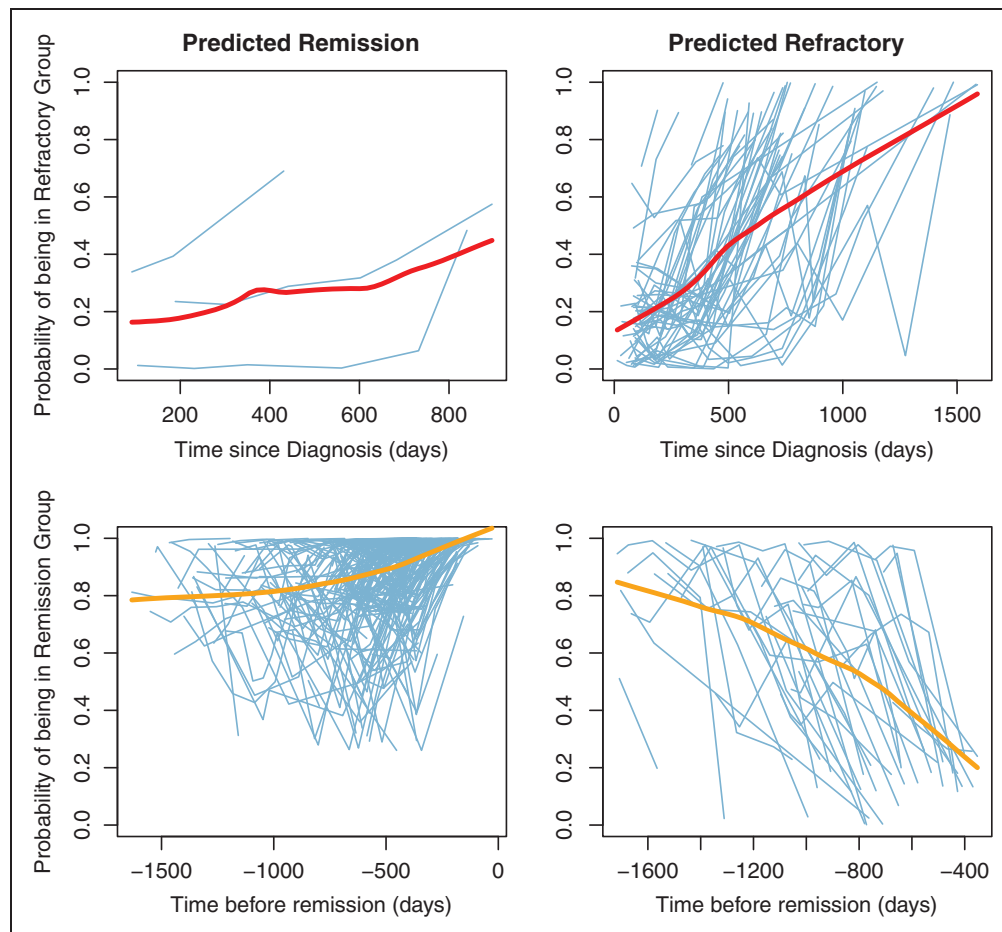 Predicted Remission
Predicted Refractory
Probability of being in Refractory Group
1.0
0.8
0.6
0.4
0.2
0.0
200 400 600 800
Time since Diagnosis (days)
1.0
0.8
0.6
0.4
0.2
0.0
0 500 1000 1500
Time since Diagnosis (days)
Probability of being in Remission Group
1.0
0.8
0.6
0.4
0.2
0.0
−1500 −1000 −500 0
Time before remission (days)
1.0
0.8
0.6
0.4
0.2
0.0
−1600 −1200 −800 −400
Time before remission (days)